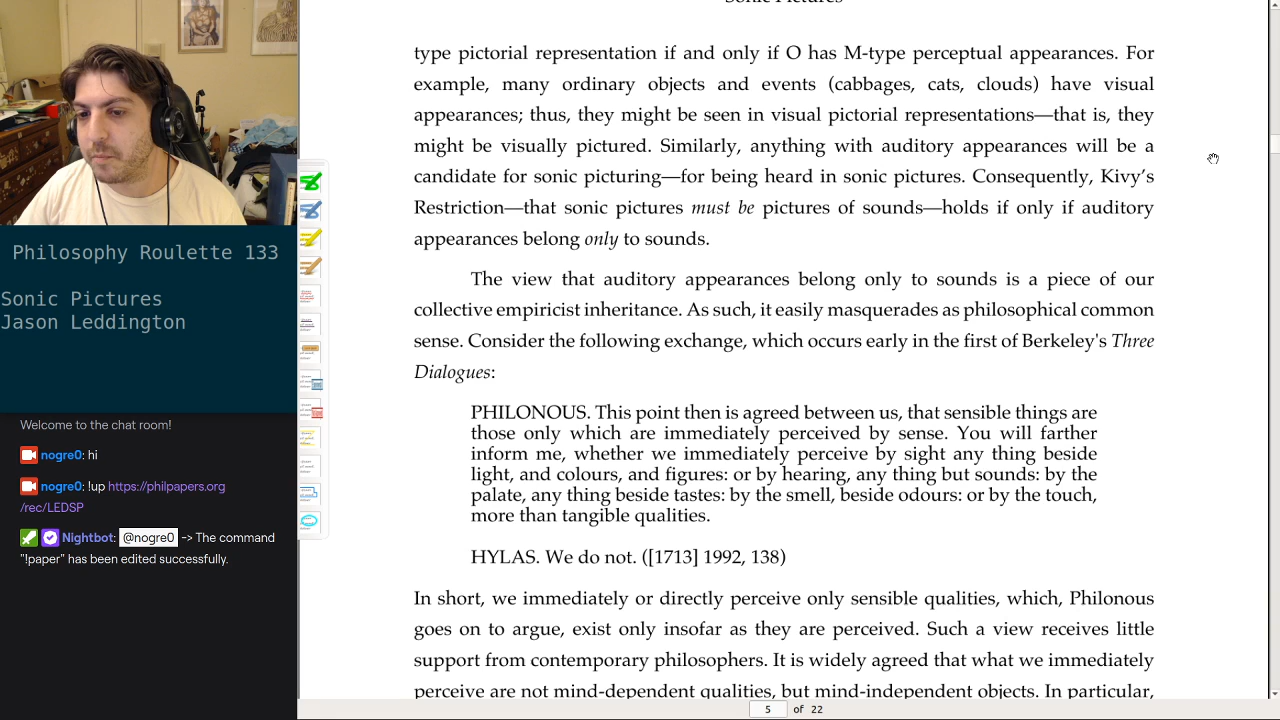 Sonic Pictures
type pictorial representation if and only if O has M-type perceptual appearances. For
example, many ordinary objects and events (cabbages, cats, clouds) have visual
appearances; thus, they might be seen in visual pictorial representations—that is, they
might be visually pictured. Similarly, anything with auditory appearances will be a
candidate for sonic picturing—for being heard in sonic pictures. Consequently, Kivy's
Restriction—that sonic pictures must be pictures of sounds—holds only if auditory
appearances belong only to sounds.
The view that auditory appearances belong only to sounds is a piece of our
collective empiricist inheritance. As such, it easily masquerades as philosophical common
sense. Consider the following exchange, which occurs early in the first of Berkeley's Three
Dialogues:
PHILONOUS. This point then is agreed between us, that sensible things are
those only which are immediately perceived by sense. You will farther
inform me, whether we immediately perceive by sight any thing beside
light, and colours, and figures: or by hearing, any thing but sounds: by the
palate, any thing beside tastes: by the smell, beside odours: or by the touch,
more than tangible qualities.
HYLAS. We do not. ([1713] 1992, 138)
In short, we immediately or directly perceive only sensible qualities, which, Philonous
goes on to argue, exist only insofar as they are perceived. Such a view receives little
support from contemporary philosophers. It is widely agreed that what we immediately
perceive are not mind-dependent qualities, but mind-independent objects. In particular,
5 of 22
Philosophy Roulette 133
Sonic Pictures
Jason Leddington
Welcome to the chat room!
nogre0: hi
nogre0: !up https://philpapers.org
/rec/LEDSP
Nightbot: @nogre0 -> The command
"!paper" has been edited successfully.